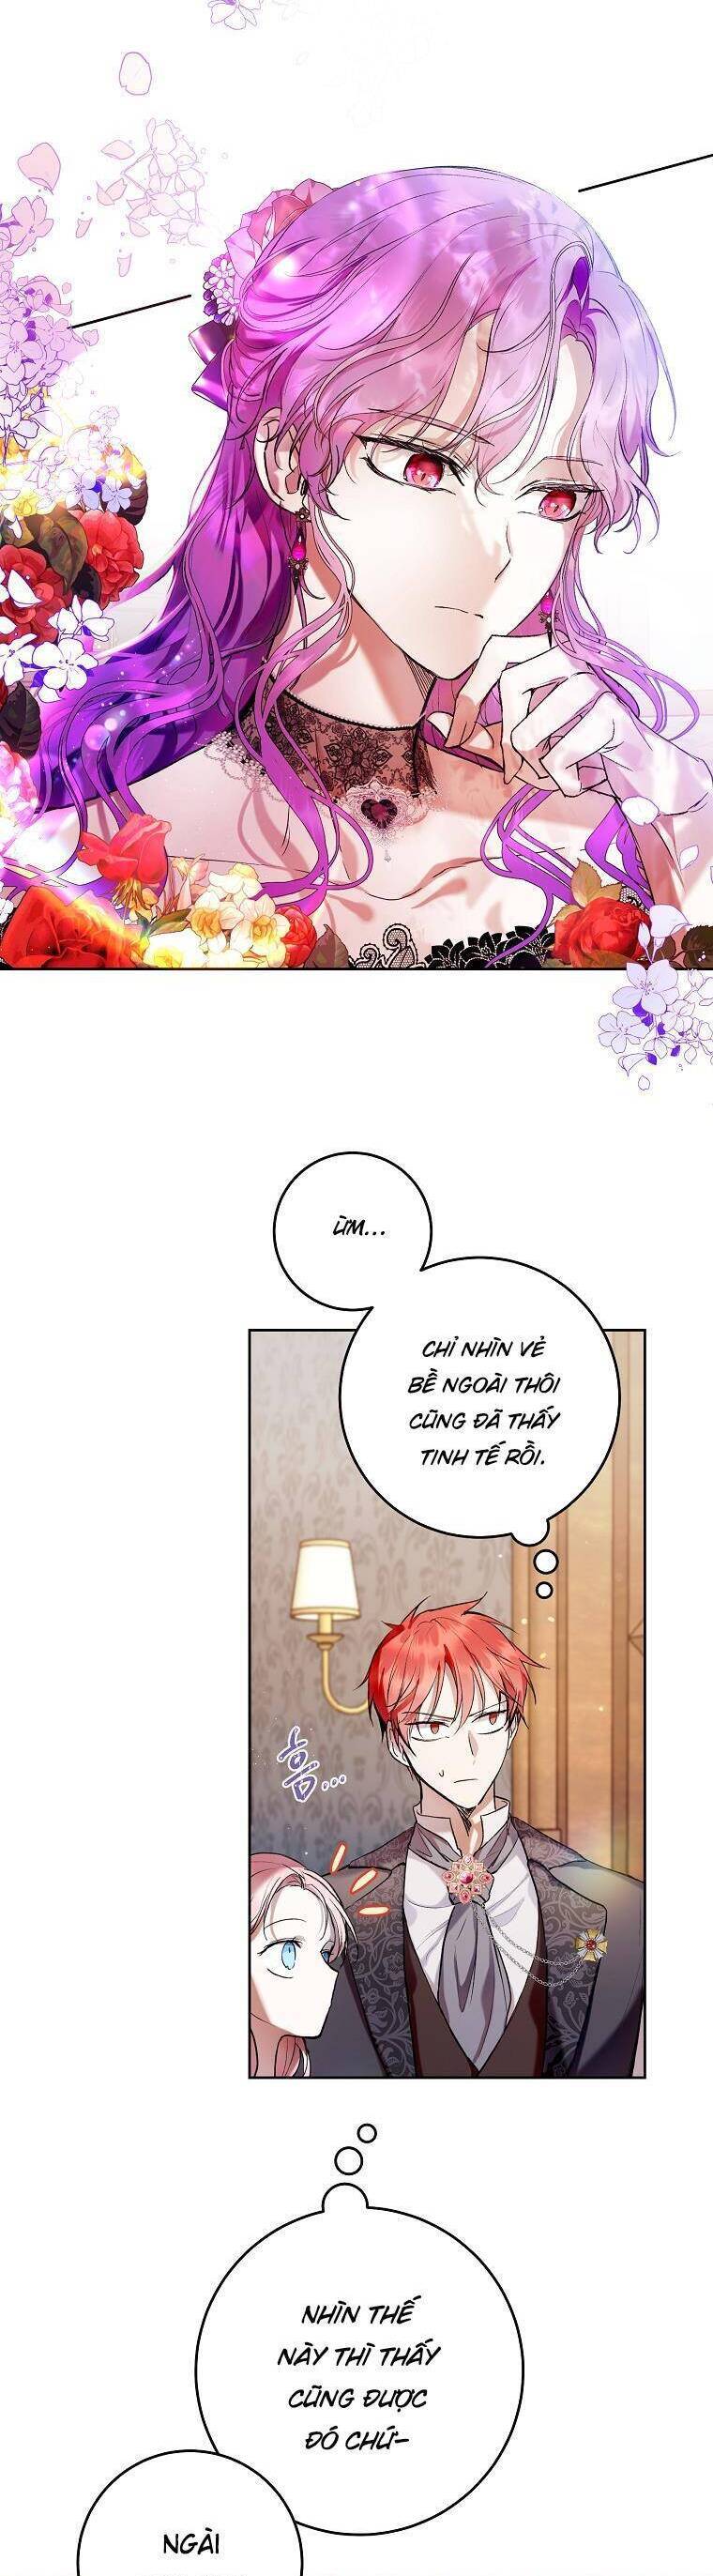 ỪM...
CHỈ NHÌN VẺ
BỀ NGOÀI THÔI
CŨNG ĐÃ THẤY
TINH TẾ RỒI.
흠...
NHÌN THẾ
NÀY THÌ THẤY
CŨNG ĐƯỢC
ĐÓ CHỨ-
NGÀI